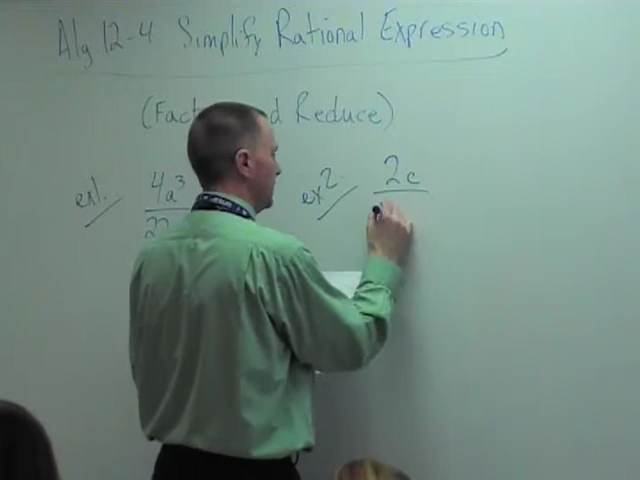 Alg 12-4 Simplify Rational Expression
(Fact d Reduce)
ex1. 4a³
ex2. 2c